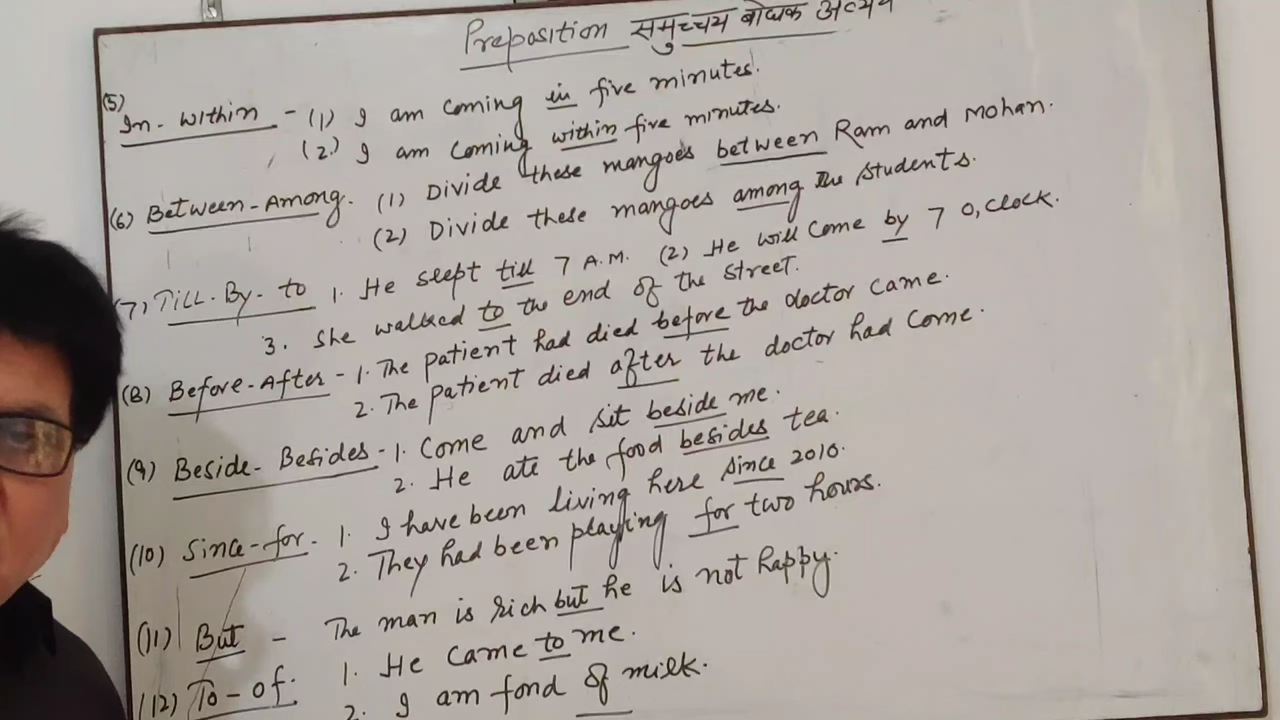 Preposition समुच्चय बोधक अव्यय
(5) In - Within - (1) I am coming in five minutes.
(2) I am coming within five minutes.
(6) Between - Among. (1) Divide these mangoes between Ram and Mohan.
(2) Divide these mangoes among the students.
(7) TILL - By - to 1. He slept till 7 A.M. (2) He will come by 7 O,clock.
3. She walked to the end of the street.
(8) Before - After - 1. The patient had died before the doctor came.
2. The patient died after the doctor had come.
(9) Beside - Besides - 1. Come and sit beside me.
2. He ate the food besides tea.
(10) Since - for - 1. I have been living here since 2010.
2. They had been playing for two hours.
(11) But - The man is rich but he is not happy.
(12) To - of. 1. He came to me.
2. I am fond of milk.